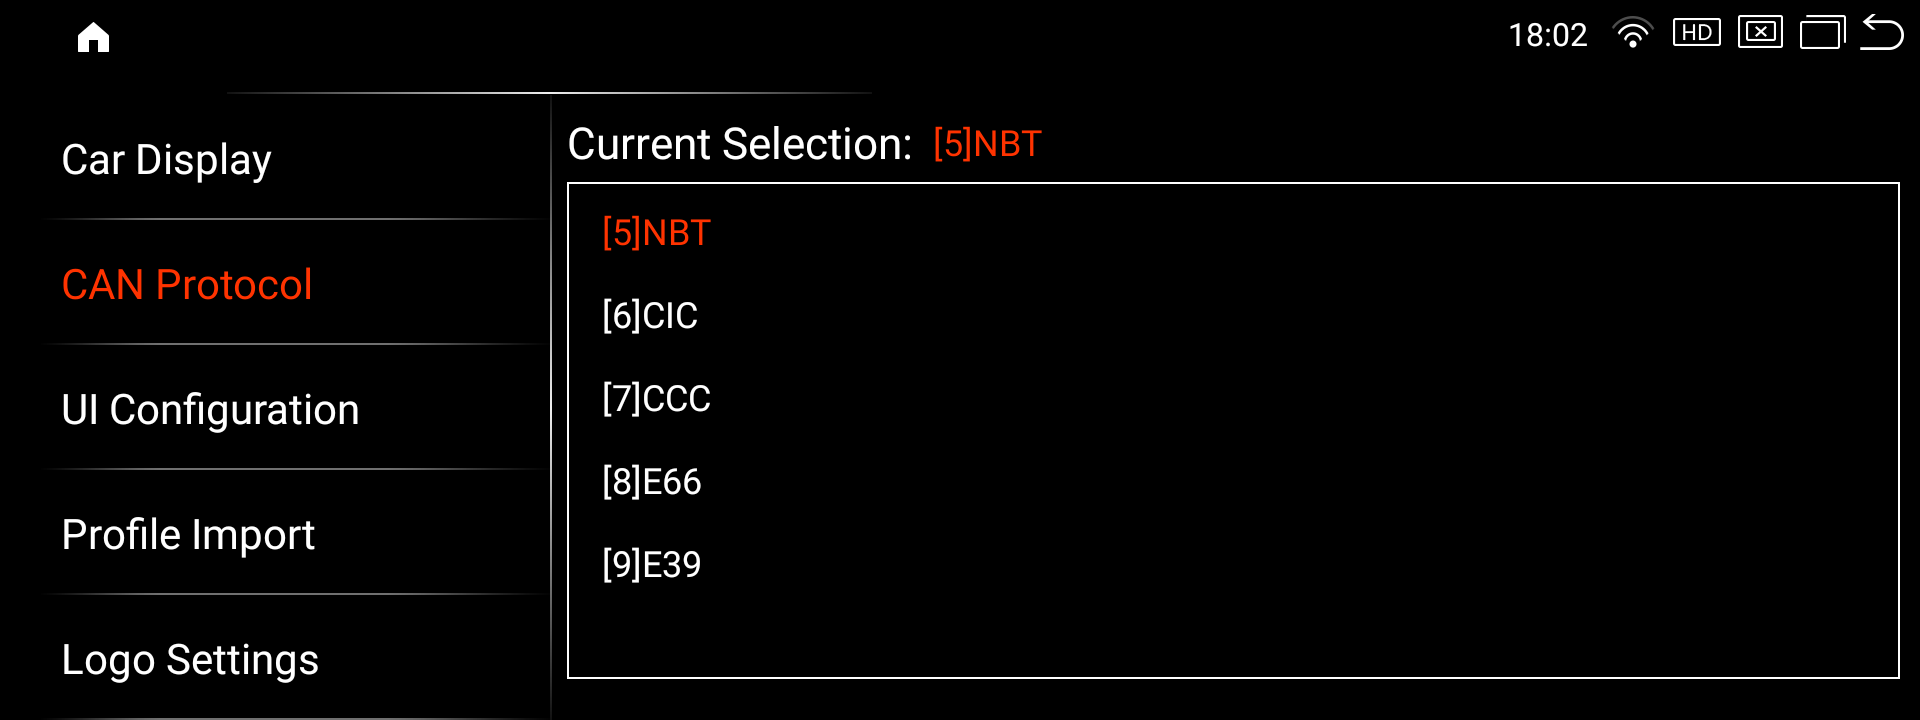 18:02 HD
Car Display
CAN Protocol
UI Configuration
Profile Import
Logo Settings
Current Selection: [5]NBT
[5]NBT
[6]CIC
[7]CCC
[8]E66
[9]E39